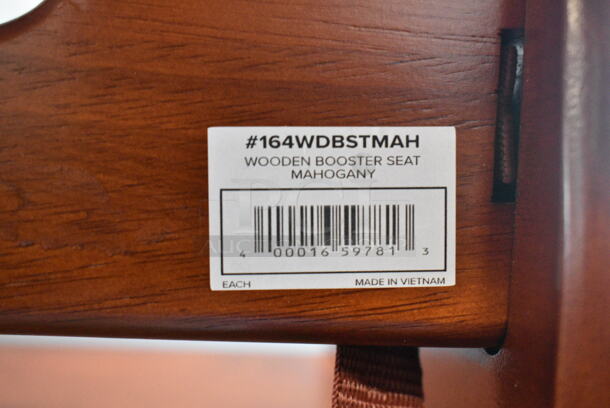 #164WDBSTMAH
WOODEN BOOSTER SEAT
MAHOGANY
4 00016 59781 3
EACH MADE IN VIETNAM